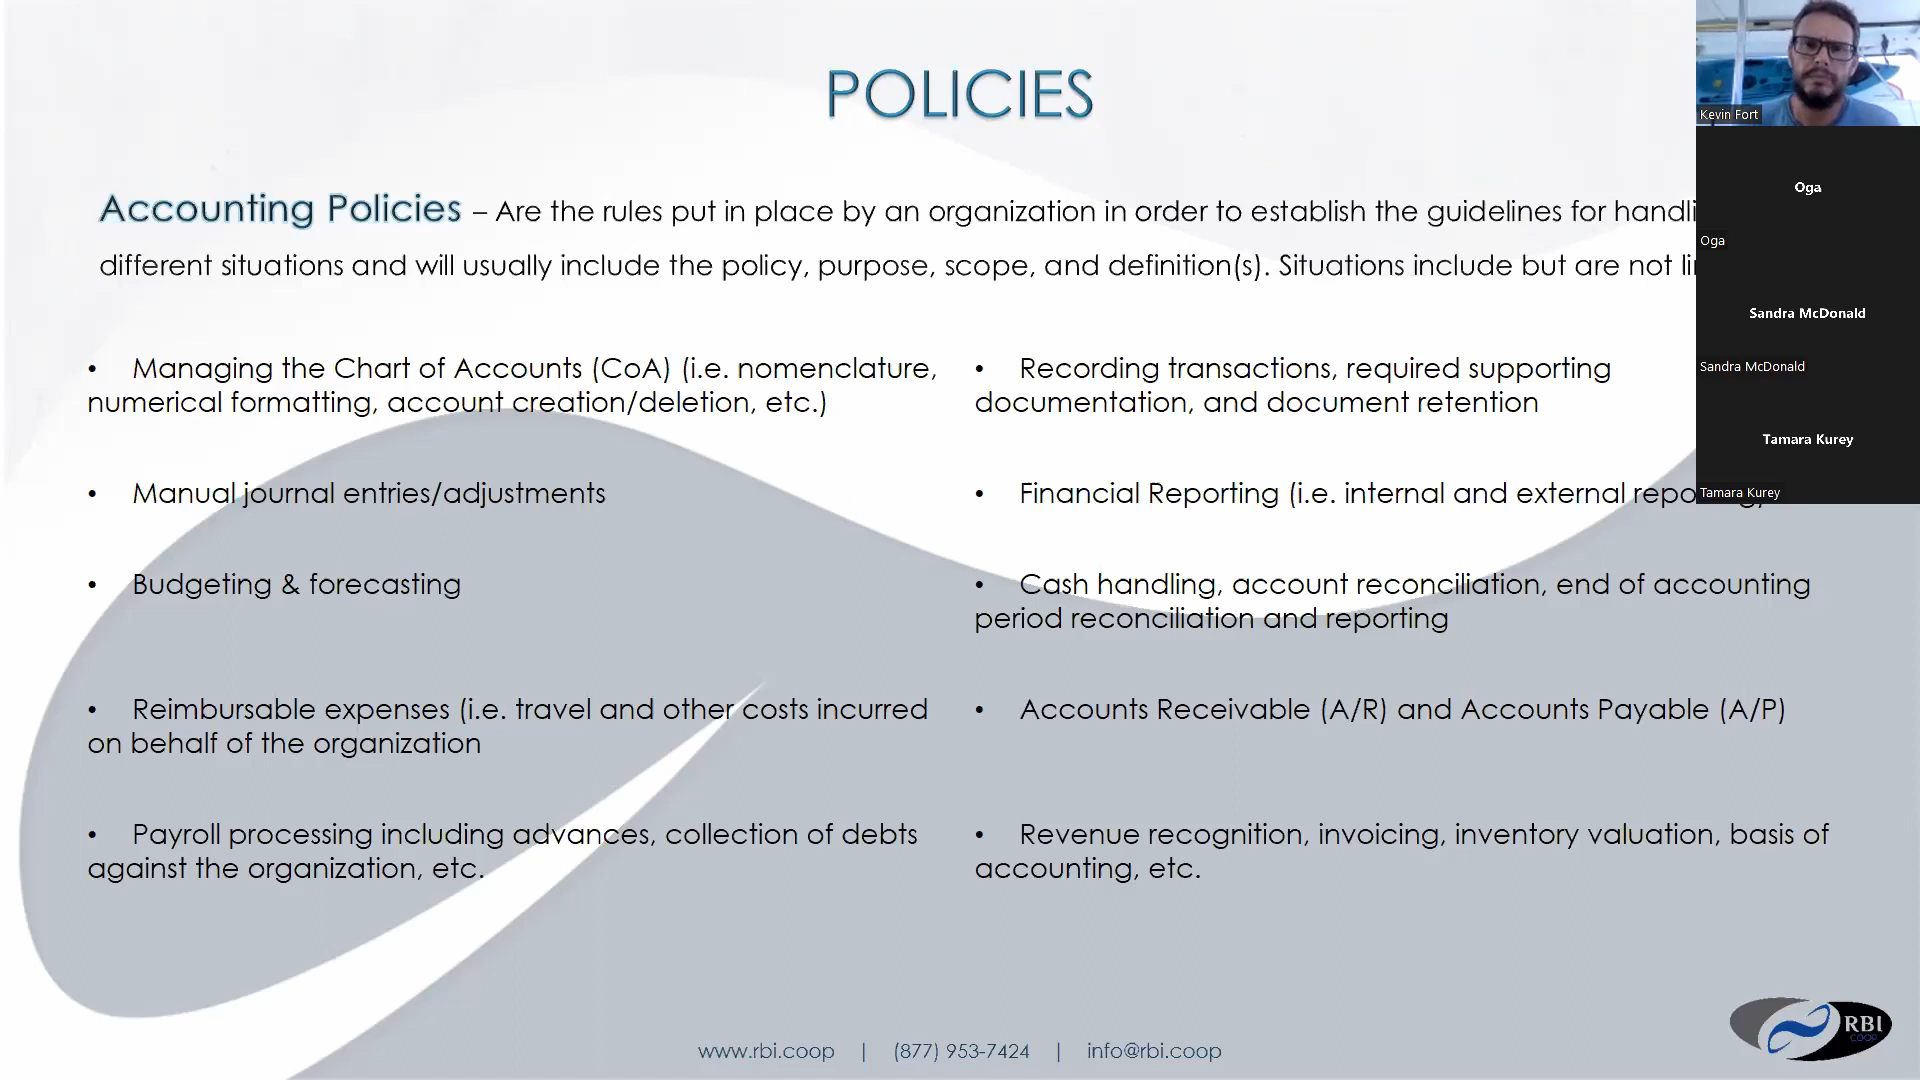 POLICIES
Accounting Policies – Are the rules put in place by an organization in order to establish the guidelines for
different situations and will usually include the policy, purpose, scope, and definition(s). Situations include but are not
• Managing the Chart of Accounts (CoA) (i.e. nomenclature,
numerical formatting, account creation/deletion, etc.)
• Manual journal entries/adjustments
• Budgeting & forecasting
• Reimbursable expenses (i.e. travel and other costs incurred
on behalf of the organization
• Payroll processing including advances, collection of debts
against the organization, etc.
• Recording transactions, required supporting
documentation, and document retention
• Financial Reporting (i.e. internal and external
• Cash handling, account reconciliation, end of accounting
period reconciliation and reporting
• Accounts Receivable (A/R) and Accounts Payable (A/P)
• Revenue recognition, invoicing, inventory valuation, basis of
accounting, etc.
Kevin Fort
Oga
Oga
Sandra McDonald
Sandra McDonald
Tamara Kurey
Tamara Kurey
www.rbi.coop | (877) 953-7424 | info@rbi.coop
RBI
COOP